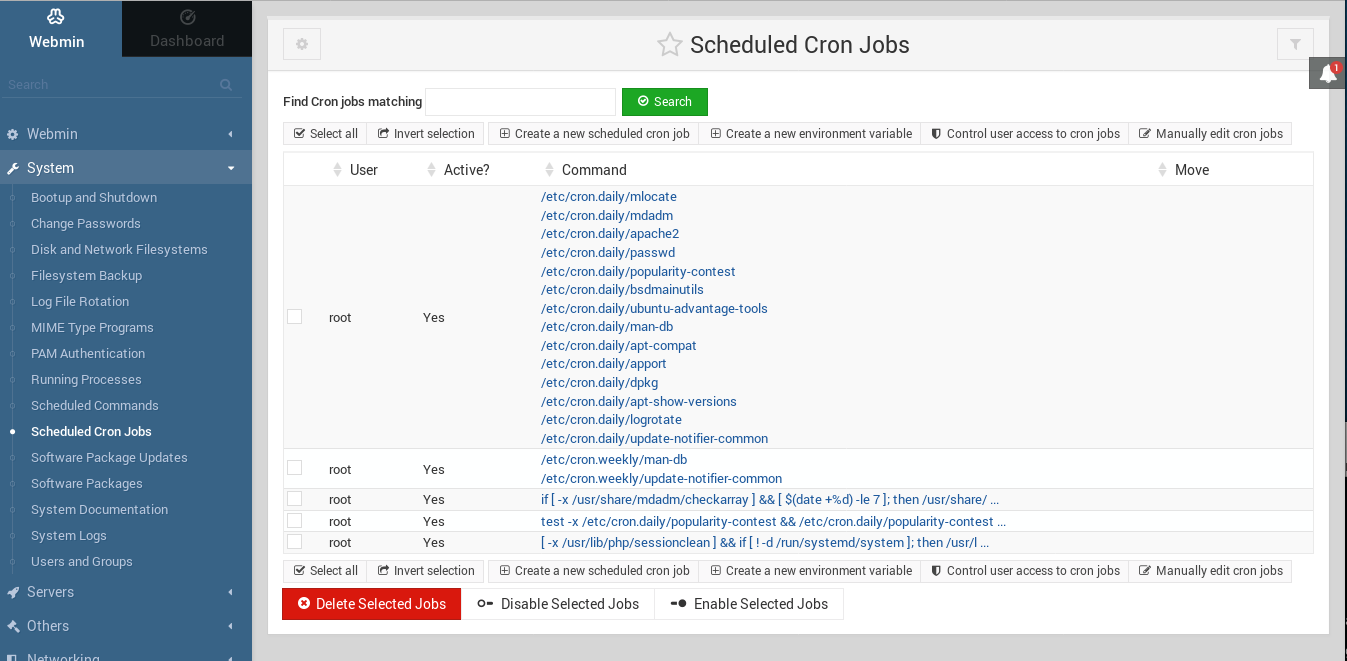 Webmin
Dashboard
Search
Webmin
System
Bootup and Shutdown
Change Passwords
Disk and Network Filesystems
Filesystem Backup
Log File Rotation
MIME Type Programs
PAM Authentication
Running Processes
Scheduled Commands
Scheduled Cron Jobs
Software Package Updates
Software Packages
System Documentation
System Logs
Users and Groups
Servers
Others
Networking
Scheduled Cron Jobs
1
Find Cron jobs matching
Search
Select all Invert selection Create a new scheduled cron job Create a new environment variable Control user access to cron jobs Manually edit cron jobs
User Active? Command Move
root Yes
/etc/cron.daily/mlocate
/etc/cron.daily/mdadm
/etc/cron.daily/apache2
/etc/cron.daily/passwd
/etc/cron.daily/popularity-contest
/etc/cron.daily/bsdmainutils
/etc/cron.daily/ubuntu-advantage-tools
/etc/cron.daily/man-db
/etc/cron.daily/apt-compat
/etc/cron.daily/apport
/etc/cron.daily/dpkg
/etc/cron.daily/apt-show-versions
/etc/cron.daily/logrotate
/etc/cron.daily/update-notifier-common
root Yes
/etc/cron.weekly/man-db
/etc/cron.weekly/update-notifier-common
root Yes if [ -x /usr/share/mdadm/checkarray ] && [ $(date +%d) -le 7 ]; then /usr/share/ ...
root Yes test -x /etc/cron.daily/popularity-contest && /etc/cron.daily/popularity-contest ...
root Yes [ -x /usr/lib/php/sessionclean ] && if [ ! -d /run/systemd/system ]; then /usr/l ...
Select all Invert selection Create a new scheduled cron job Create a new environment variable Control user access to cron jobs Manually edit cron jobs
Delete Selected Jobs Disable Selected Jobs Enable Selected Jobs